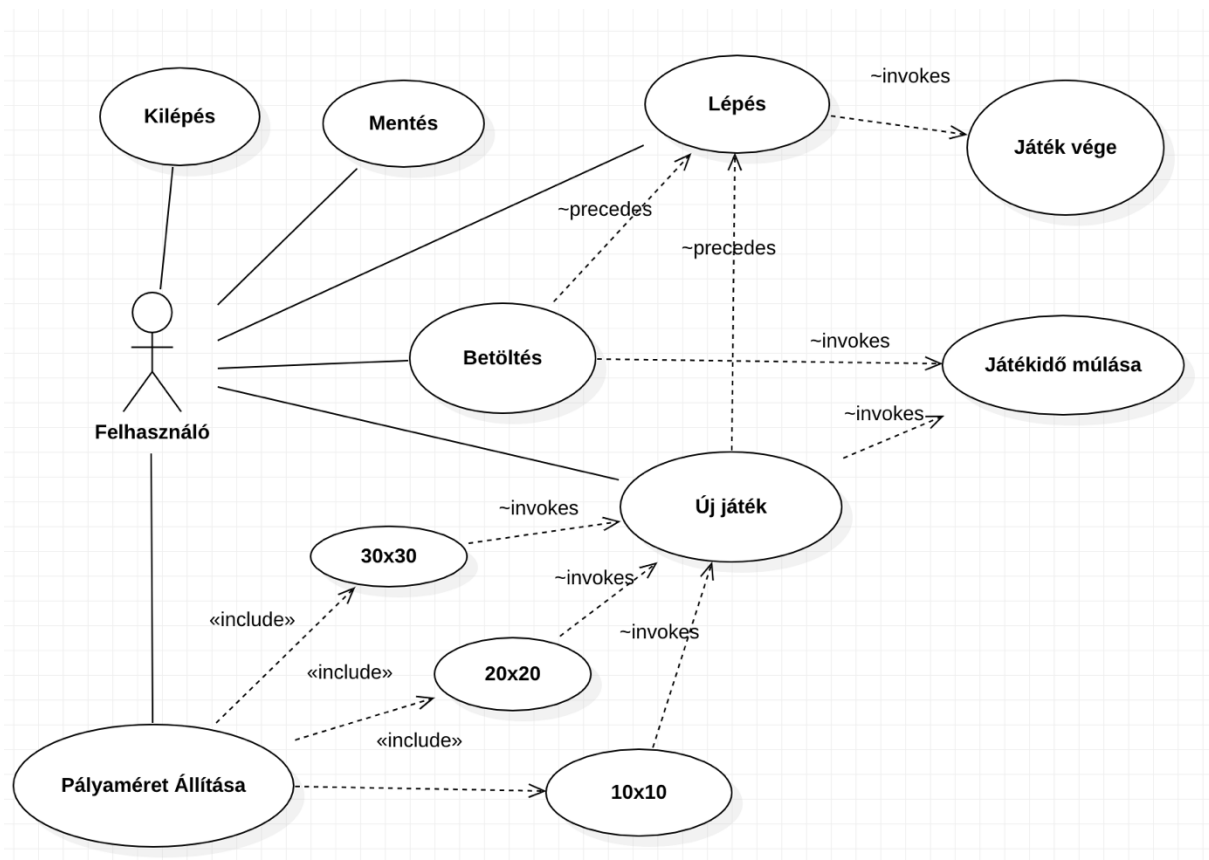 Kilépés
Mentés
Lépés
~invokes
Játék vége
~precedes
~precedes
Betöltés
~invokes
Játékidő múlása
~invokes
Felhasználó
Új játék
~invokes
30x30
~invokes
«include»
~invokes
20x20
«include»
«include»
Pályaméret Állítása
10x10